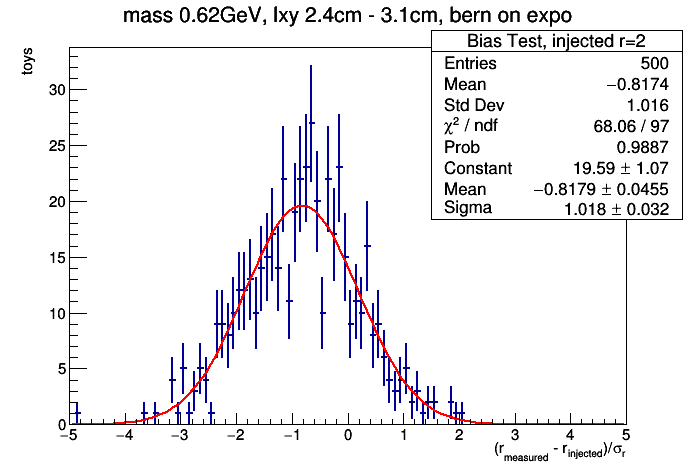 mass 0.62GeV, lxy 2.4cm - 3.1cm, bern on expo
toys
Bias Test, injected r=2
Entries 500
Mean −0.8174
Std Dev 1.016
χ² / ndf 68.06 / 97
Prob 0.9887
Constant 19.59 ± 1.07
Mean −0.8179 ± 0.0455
Sigma 1.018 ± 0.032
30
25
20
15
10
5
0
−5 −4 −3 −2 −1 0 1 2 3 4 5
(r_measured - r_injected)/σ_r